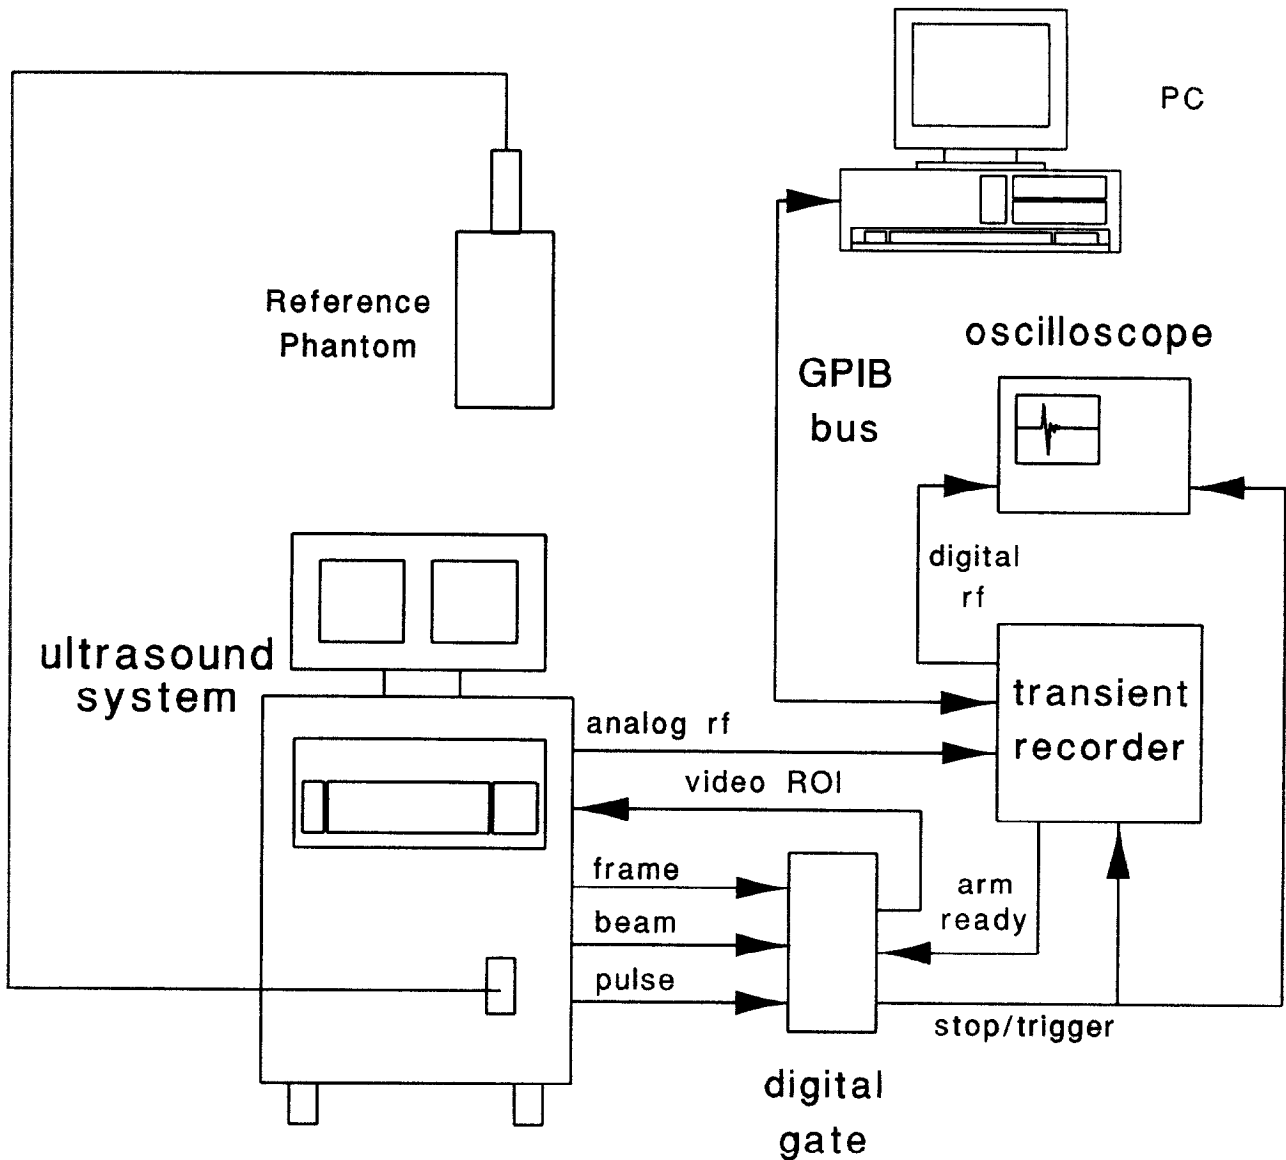 PC
Reference
Phantom
oscilloscope
GPIB
bus
digital
rf
ultrasound
system
transient
recorder
analog rf
video ROI
frame
beam
pulse
arm
ready
stop/trigger
digital
gate